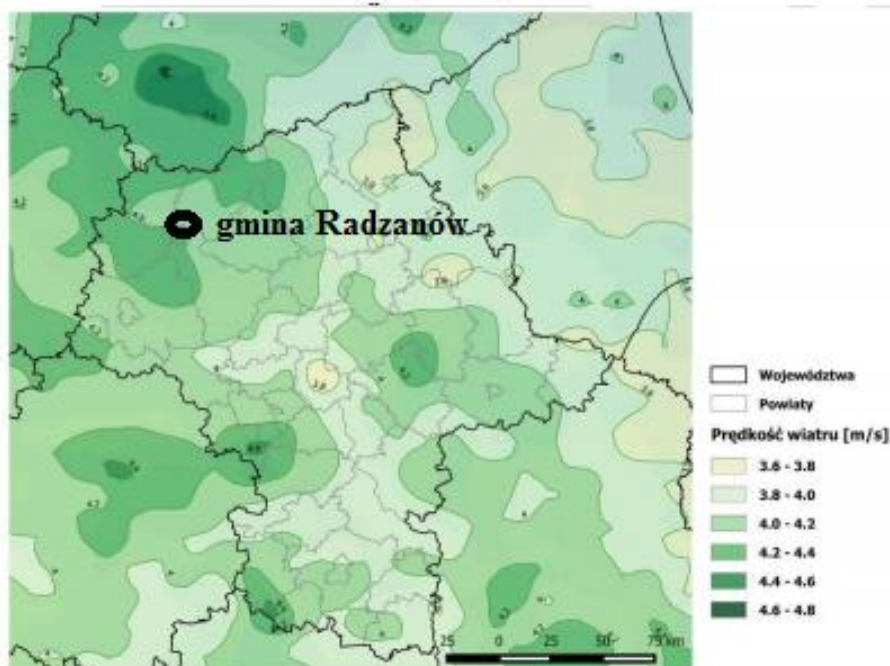 gmina Radzanów
Województwa
Powiaty
Prędkość wiatru [m/s]
3.6 - 3.8
3.8 - 4.0
4.0 - 4.2
4.2 - 4.4
4.4 - 4.6
4.6 - 4.8
25 0 25 50 75 km